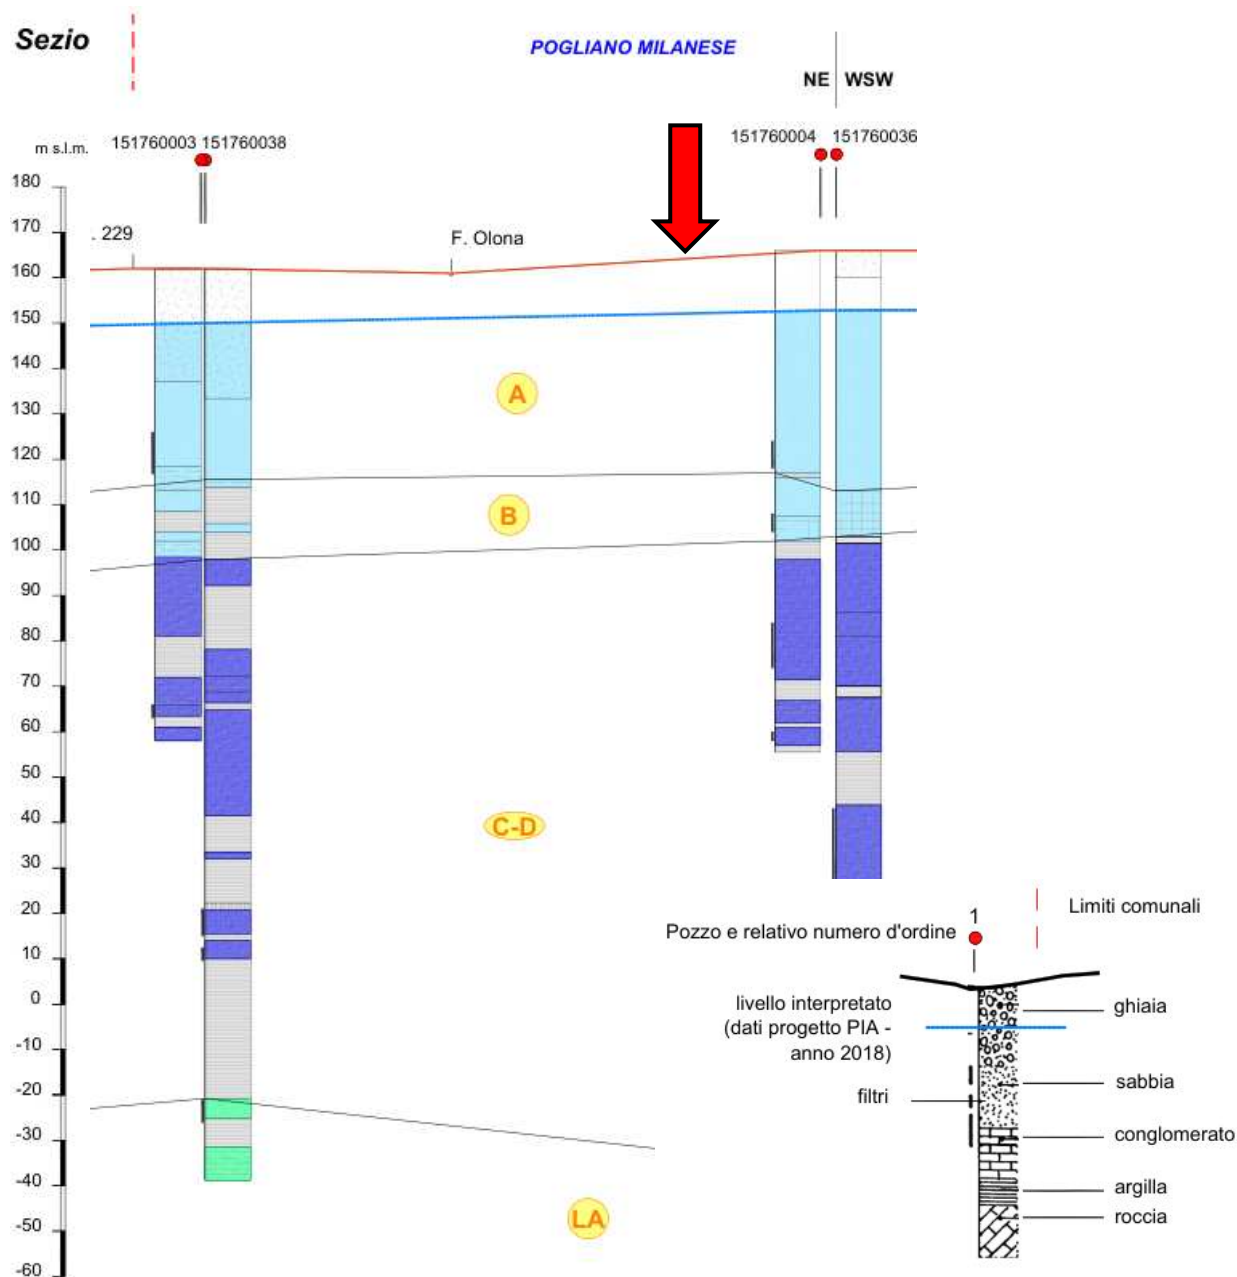 Sezio
POGLIANO MILANESE
NE WSW
m s.l.m.
151760003 151760038
151760004 151760036
. 229
F. Olona
180
170
160
150
140
130
120
110
100
90
80
70
60
50
40
30
20
10
0
-10
-20
-30
-40
-50
-60
A
B
C-D
LA
Pozzo e relativo numero d'ordine
1
Limiti comunali
livello interpretato
(dati progetto PIA -
anno 2018)
filtri
ghiaia
sabbia
conglomerato
argilla
roccia